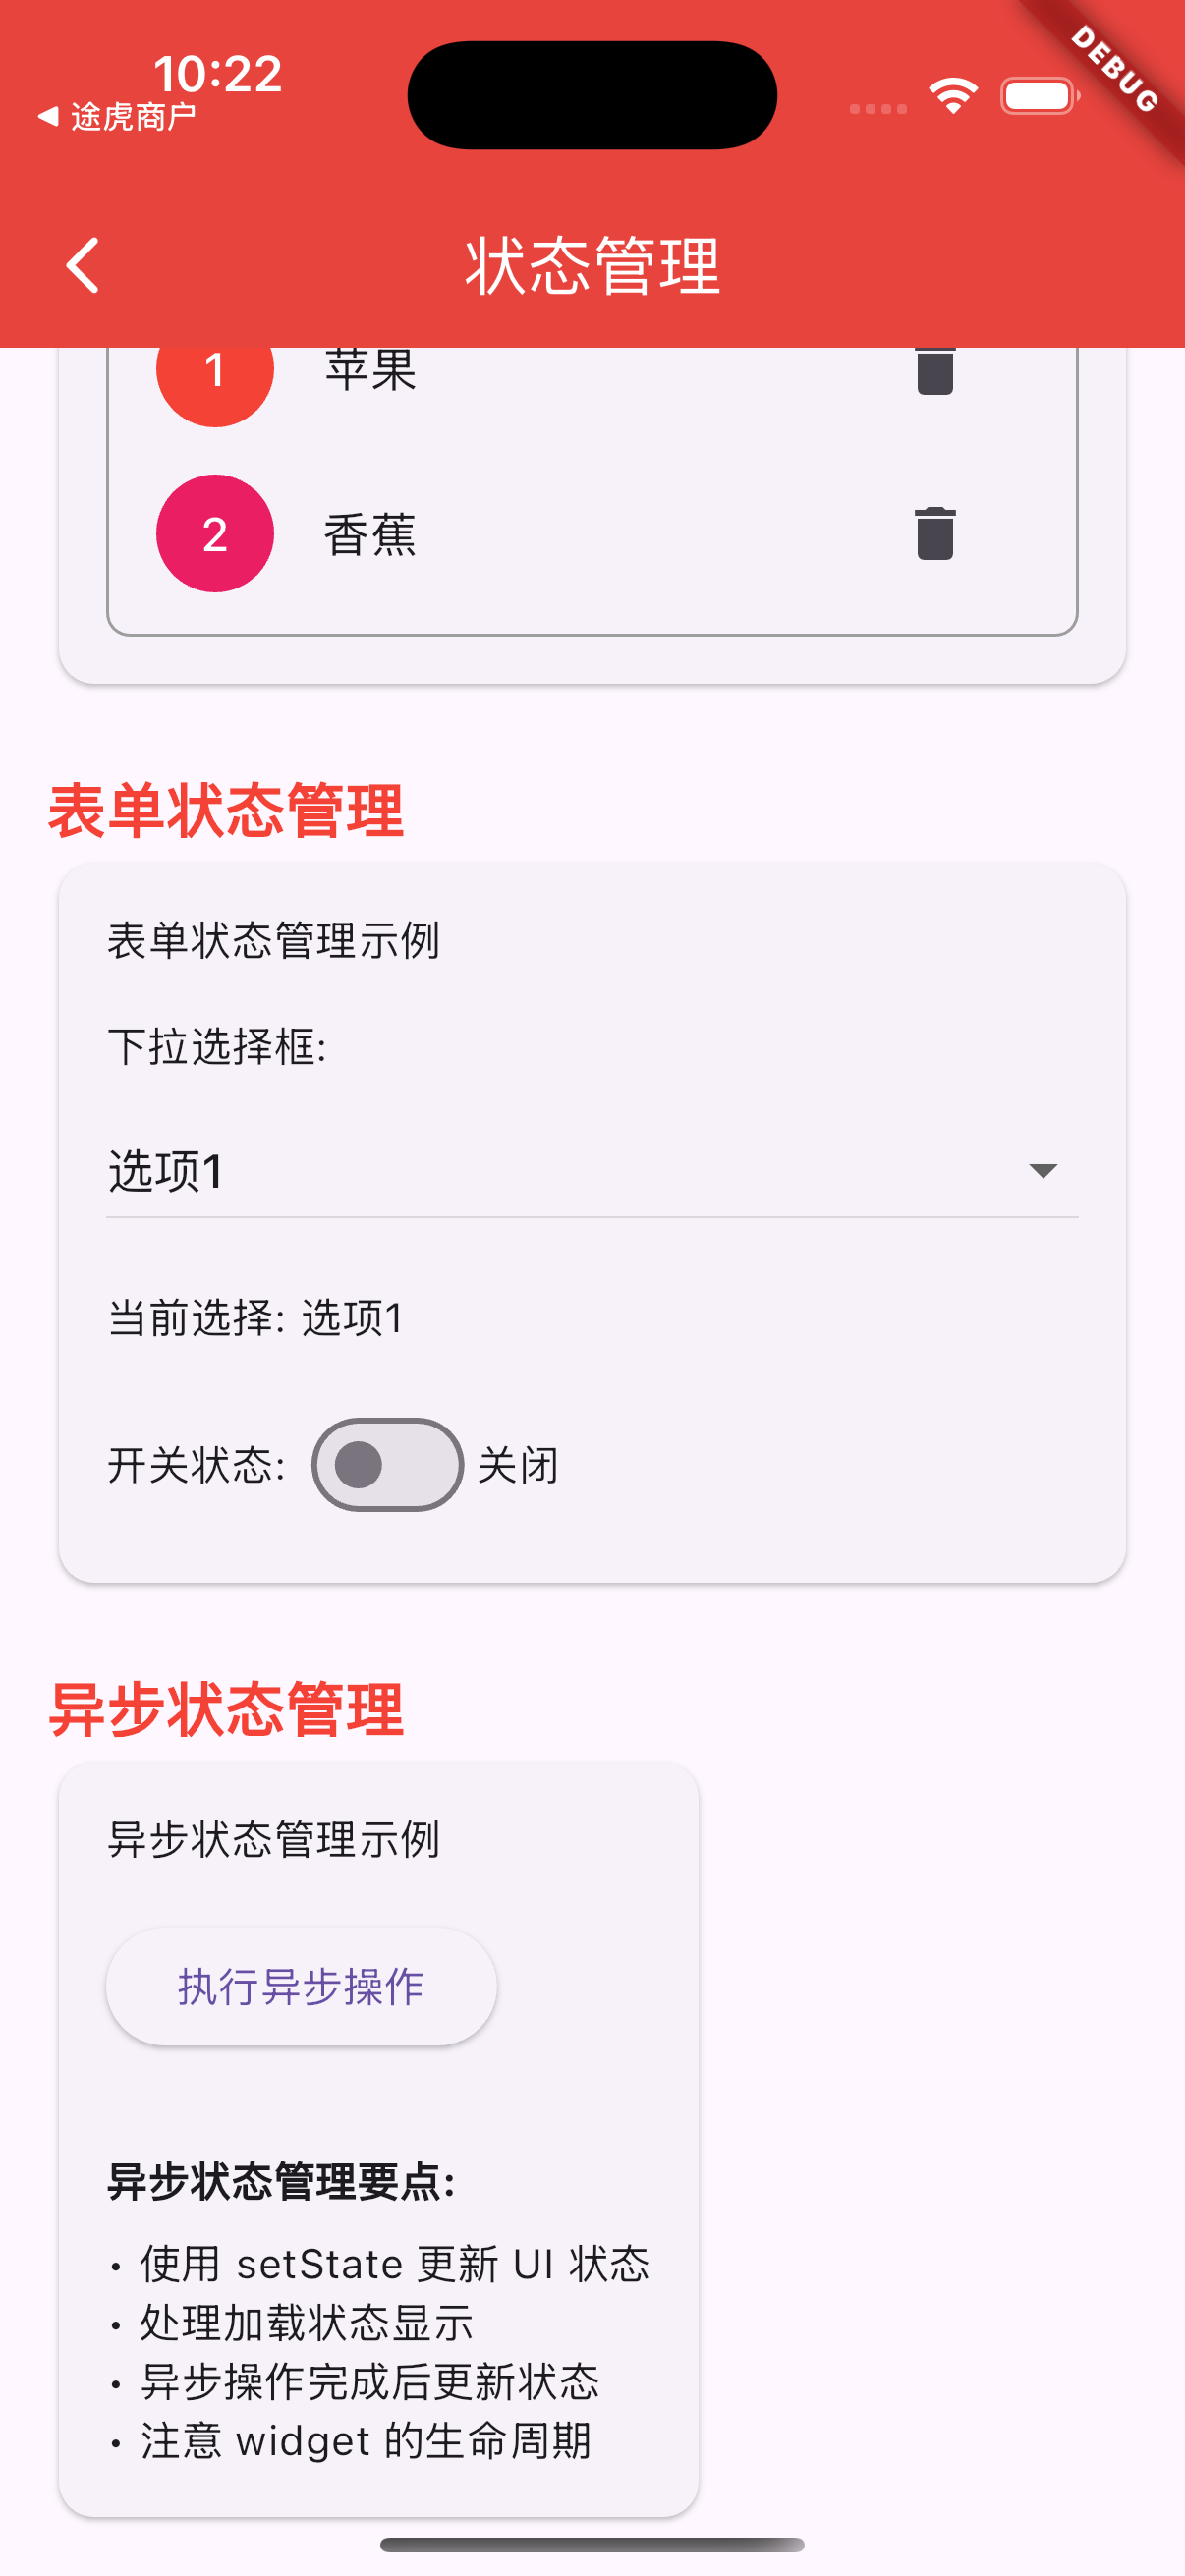 10:22
DEBUG
途虎商户
状态管理
1 苹果
2 香蕉
表单状态管理
表单状态管理示例
下拉选择框:
选项1
当前选择: 选项1
开关状态: 关闭
异步状态管理
异步状态管理示例
执行异步操作
异步状态管理要点:
• 使用 setState 更新 UI 状态
• 处理加载状态显示
• 异步操作完成后更新状态
• 注意 widget 的生命周期